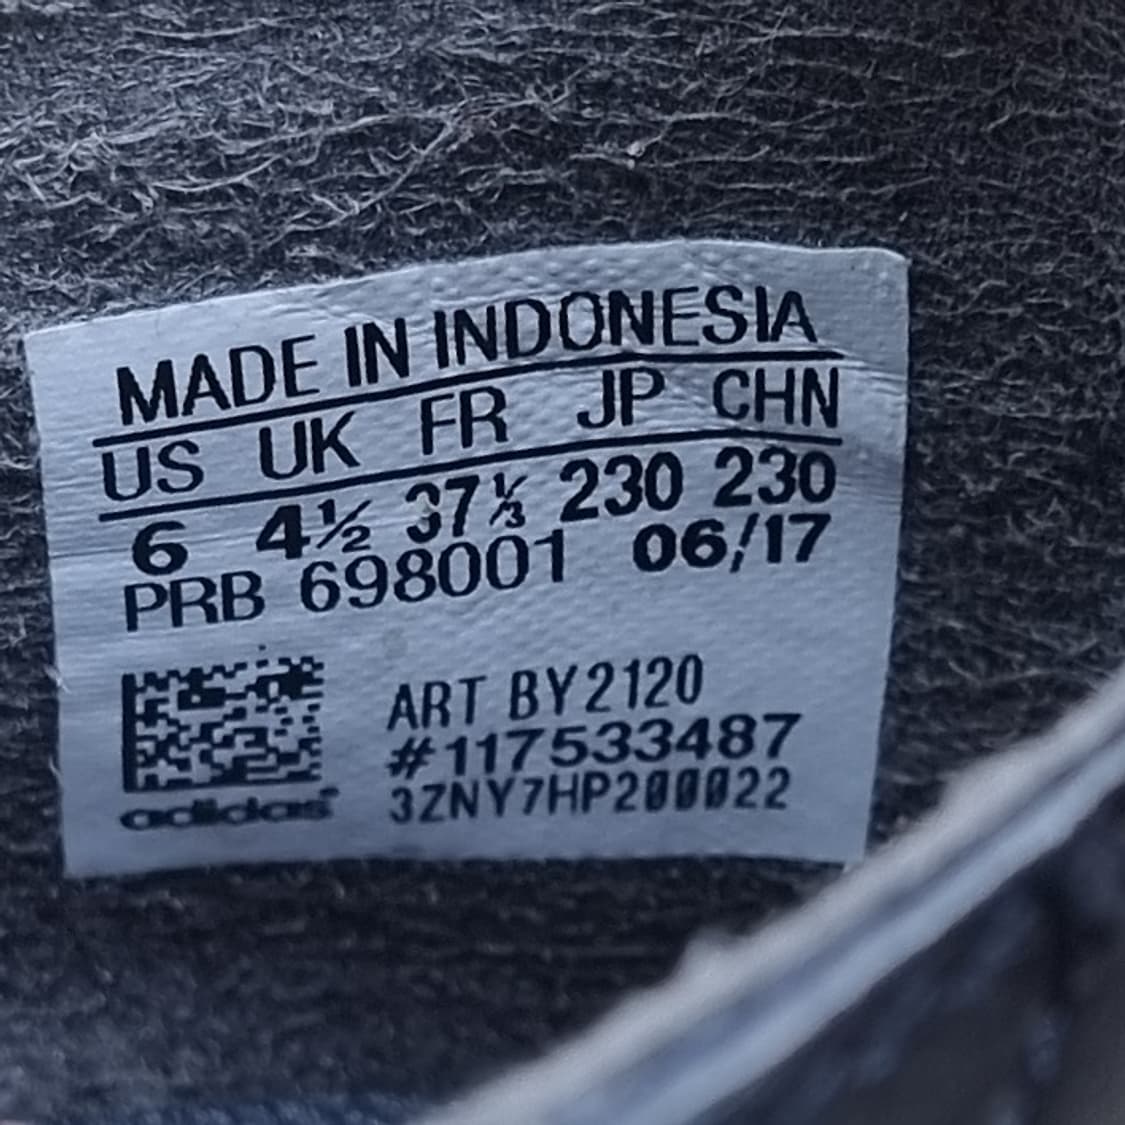 MADE IN INDONESIA
US UK FR JP CHN
6 4½ 37⅓ 230 230
PRB 698001 06/17
ART BY2120
#117533487
adidas 3ZNY7HP200022